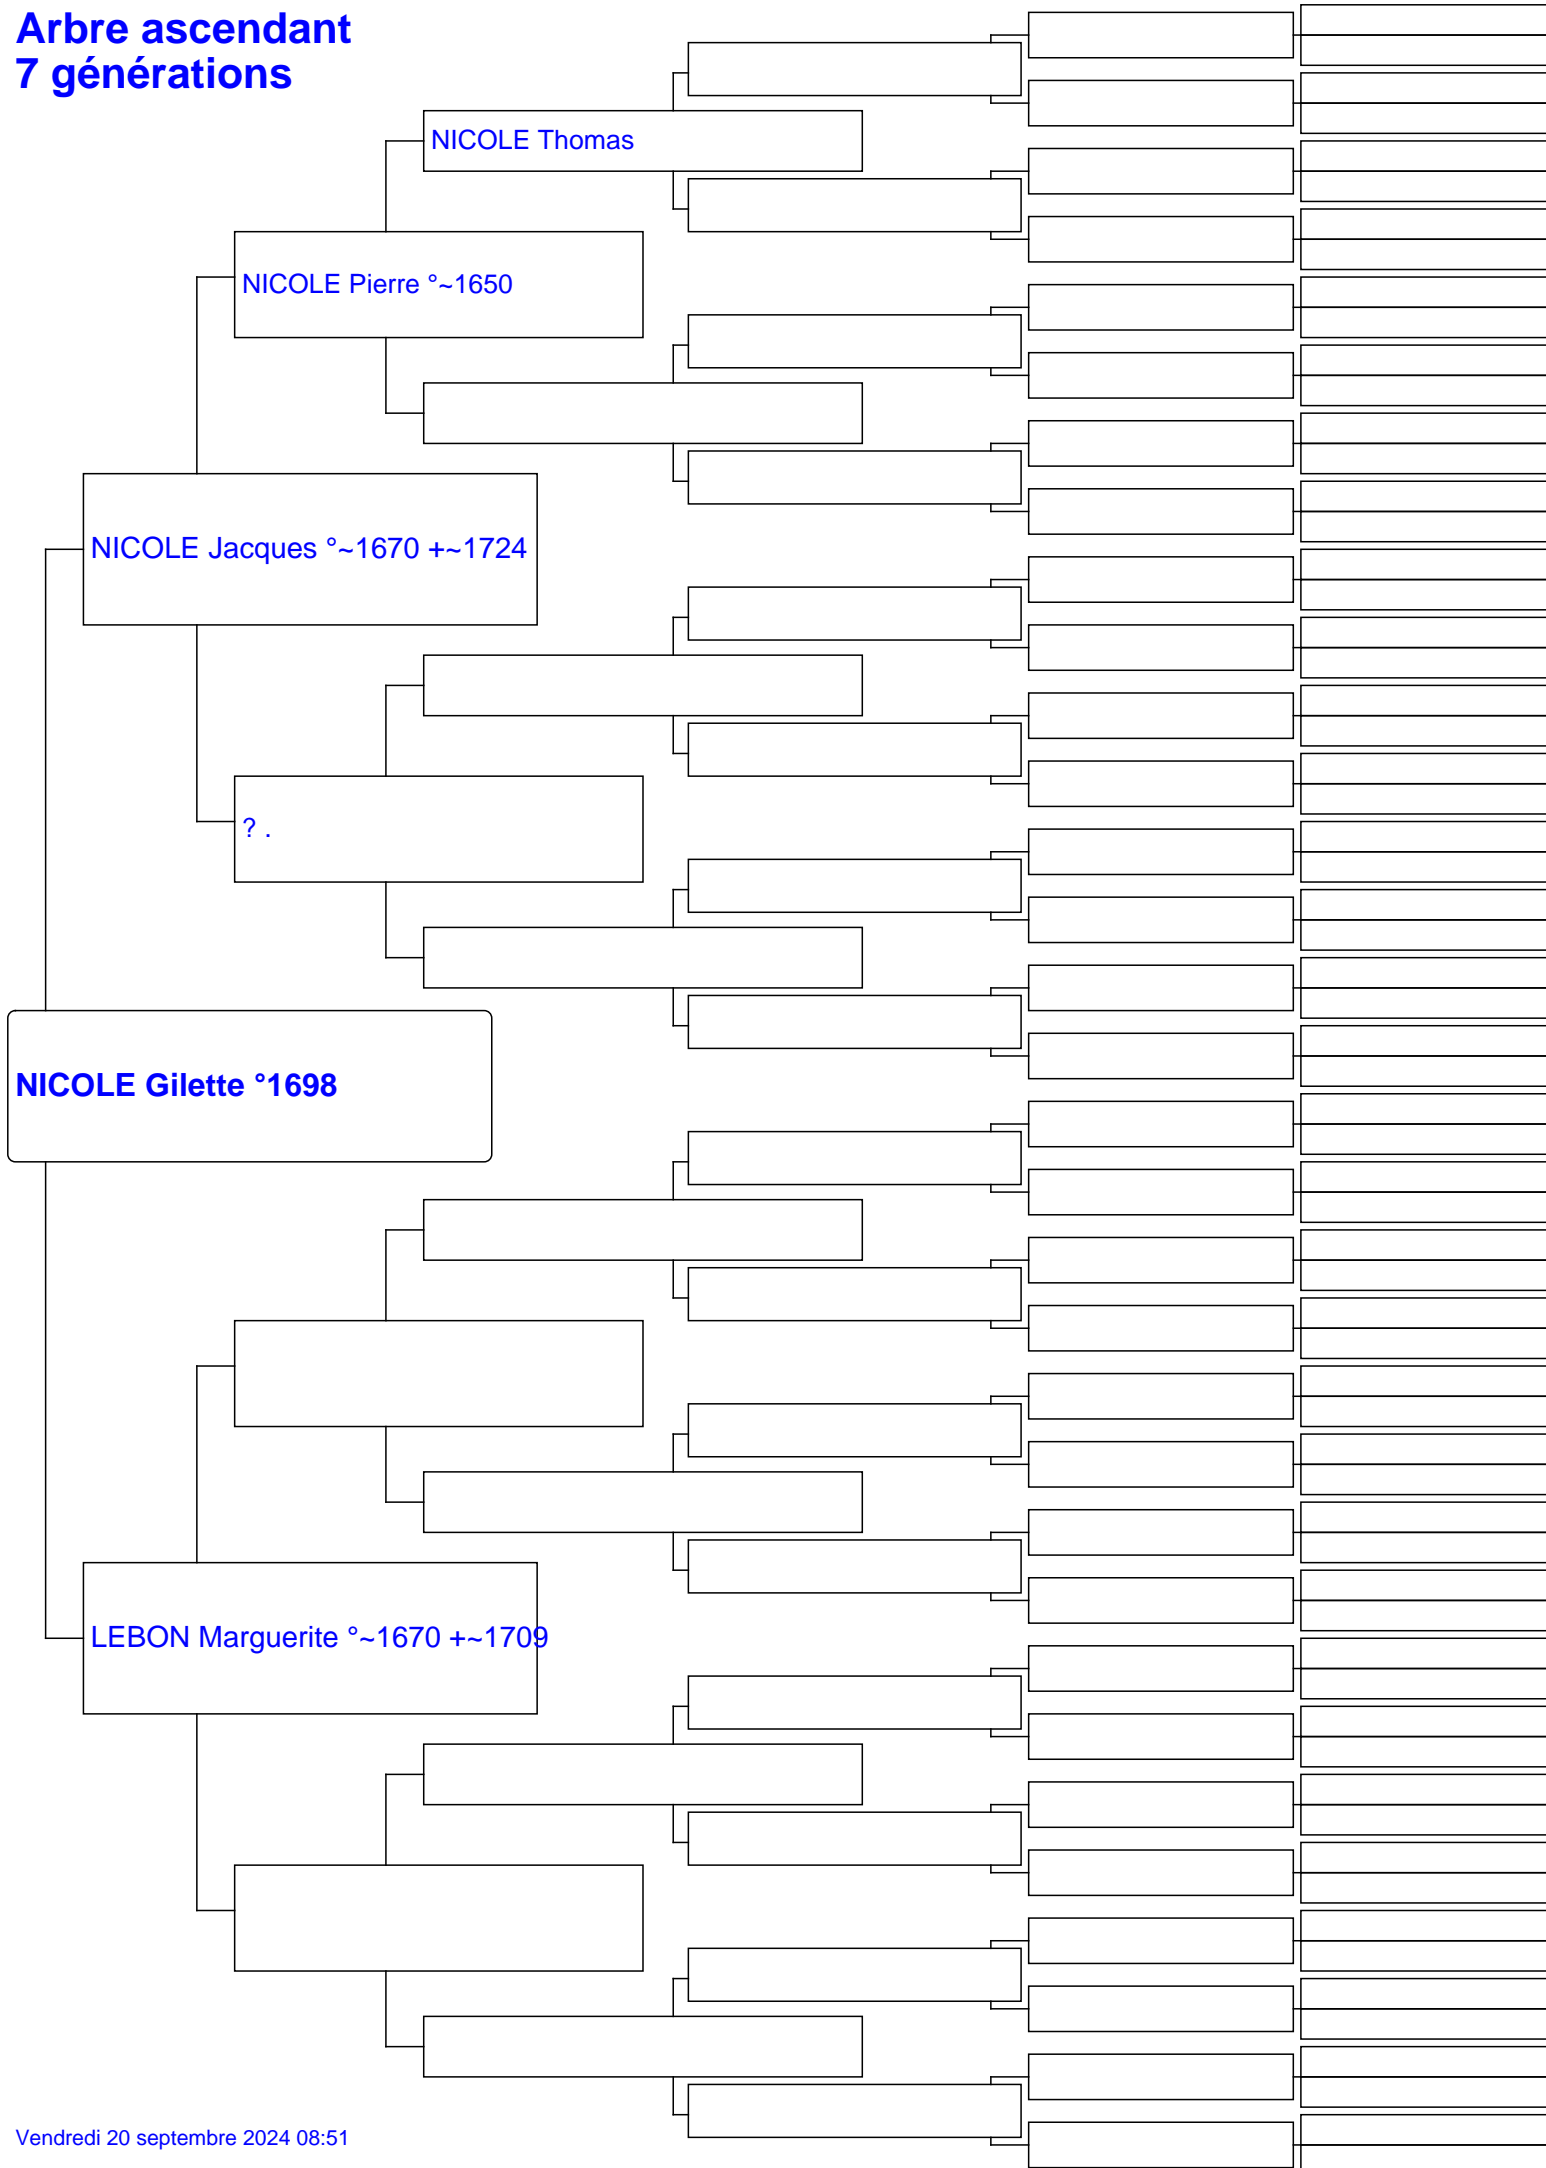 Arbre ascendant
7 générations
NICOLE Thomas
NICOLE Pierre °~1650
NICOLE Jacques °~1670 +~1724
? .
NICOLE Gilette °1698
LEBON Marguerite °~1670 +~1709
Vendredi 20 septembre 2024 08:51